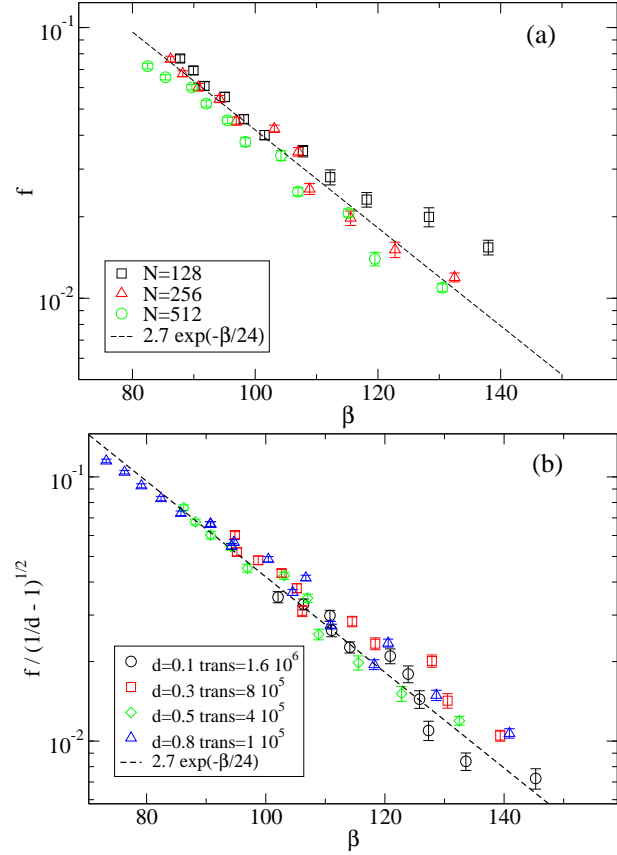 10^{-1}
(a)
f
N=128
N=256
N=512
2.7 exp(-β/24)
10^{-2}
80 100 120 140
β
(b)
10^{-1}
f / (1/d - 1)^{1/2}
d=0.1 trans=1.6 10^6
d=0.3 trans=8 10^5
d=0.5 trans=4 10^5
d=0.8 trans=1 10^5
2.7 exp(-β/24)
10^{-2}
80 100 120 140
β